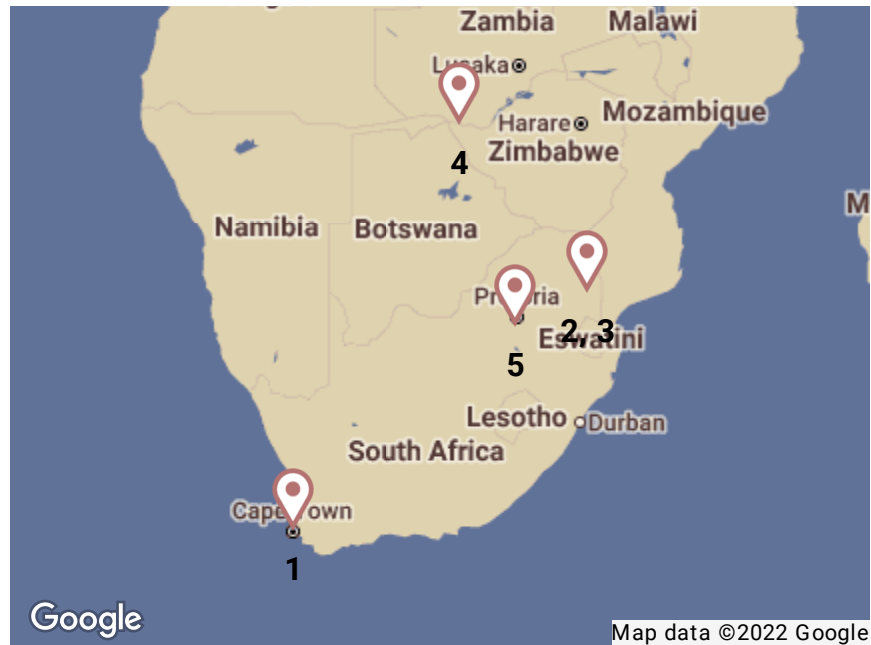 Zambia
Malawi
Lusaka
Mozambique
Harare
Zimbabwe
4
Namibia
Botswana
M
Pretoria
2, 3
Eswatini
5
Lesotho
Durban
South Africa
Cape Town
1
Google
Map data ©2022 Google